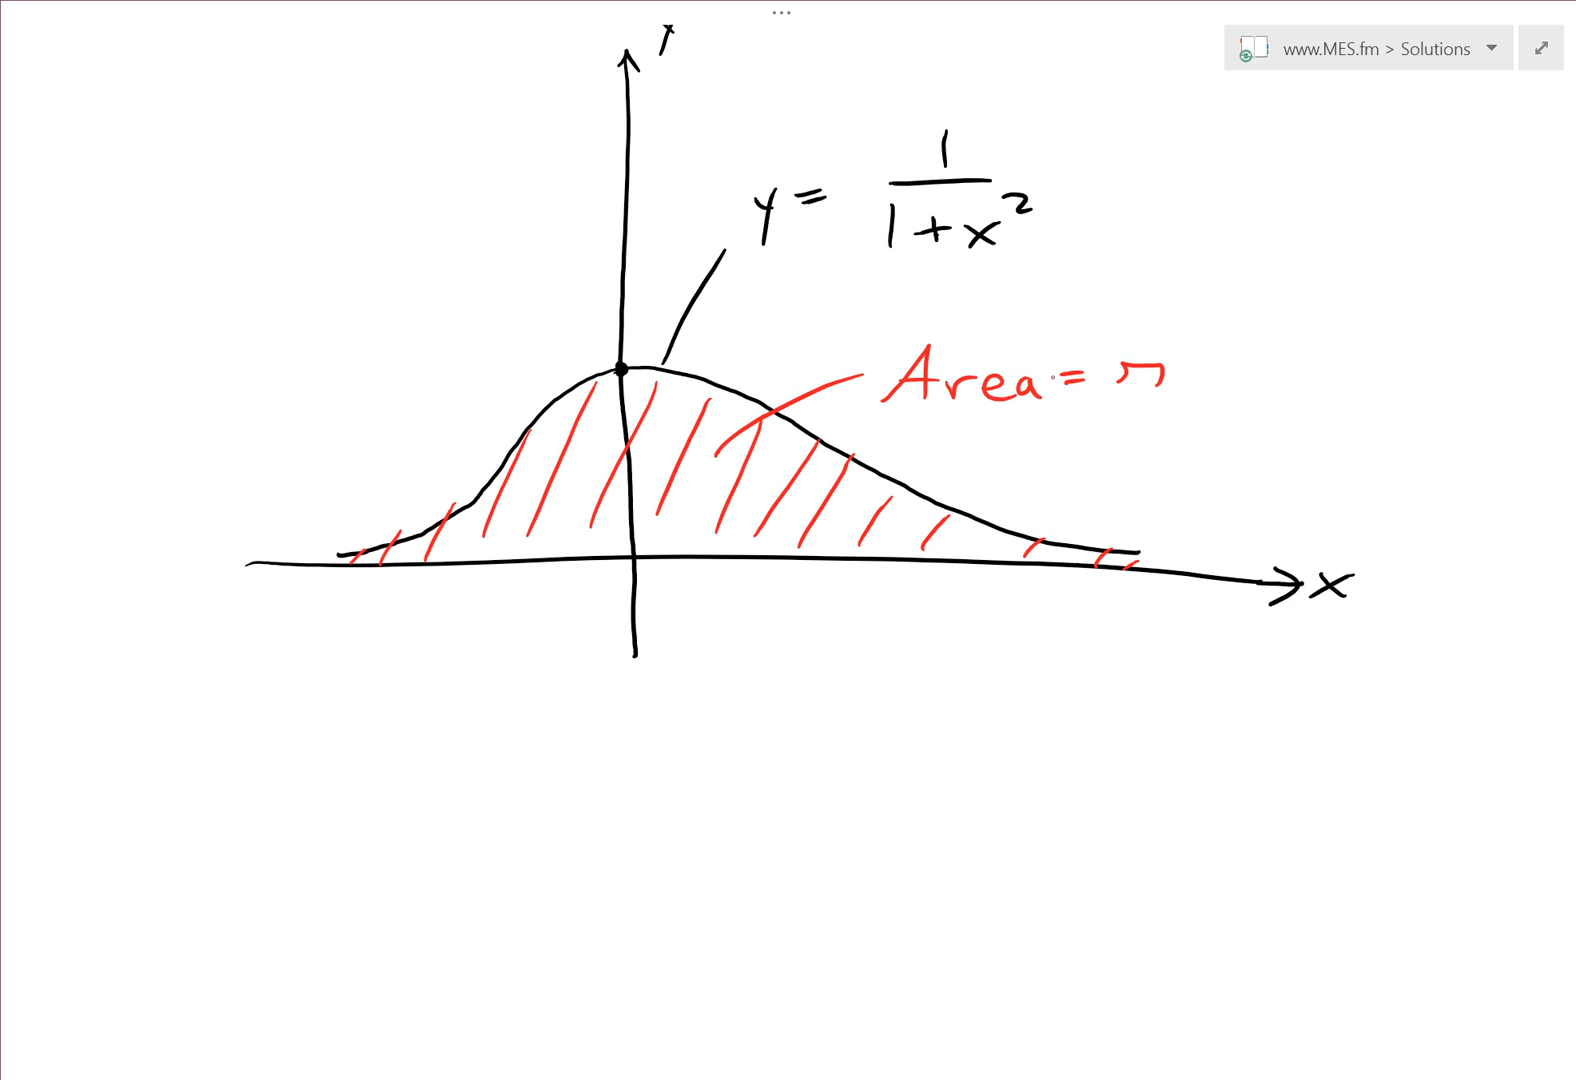 www.MES.fm > Solutions
y
y = 1/(1+x²)
Area = π
x